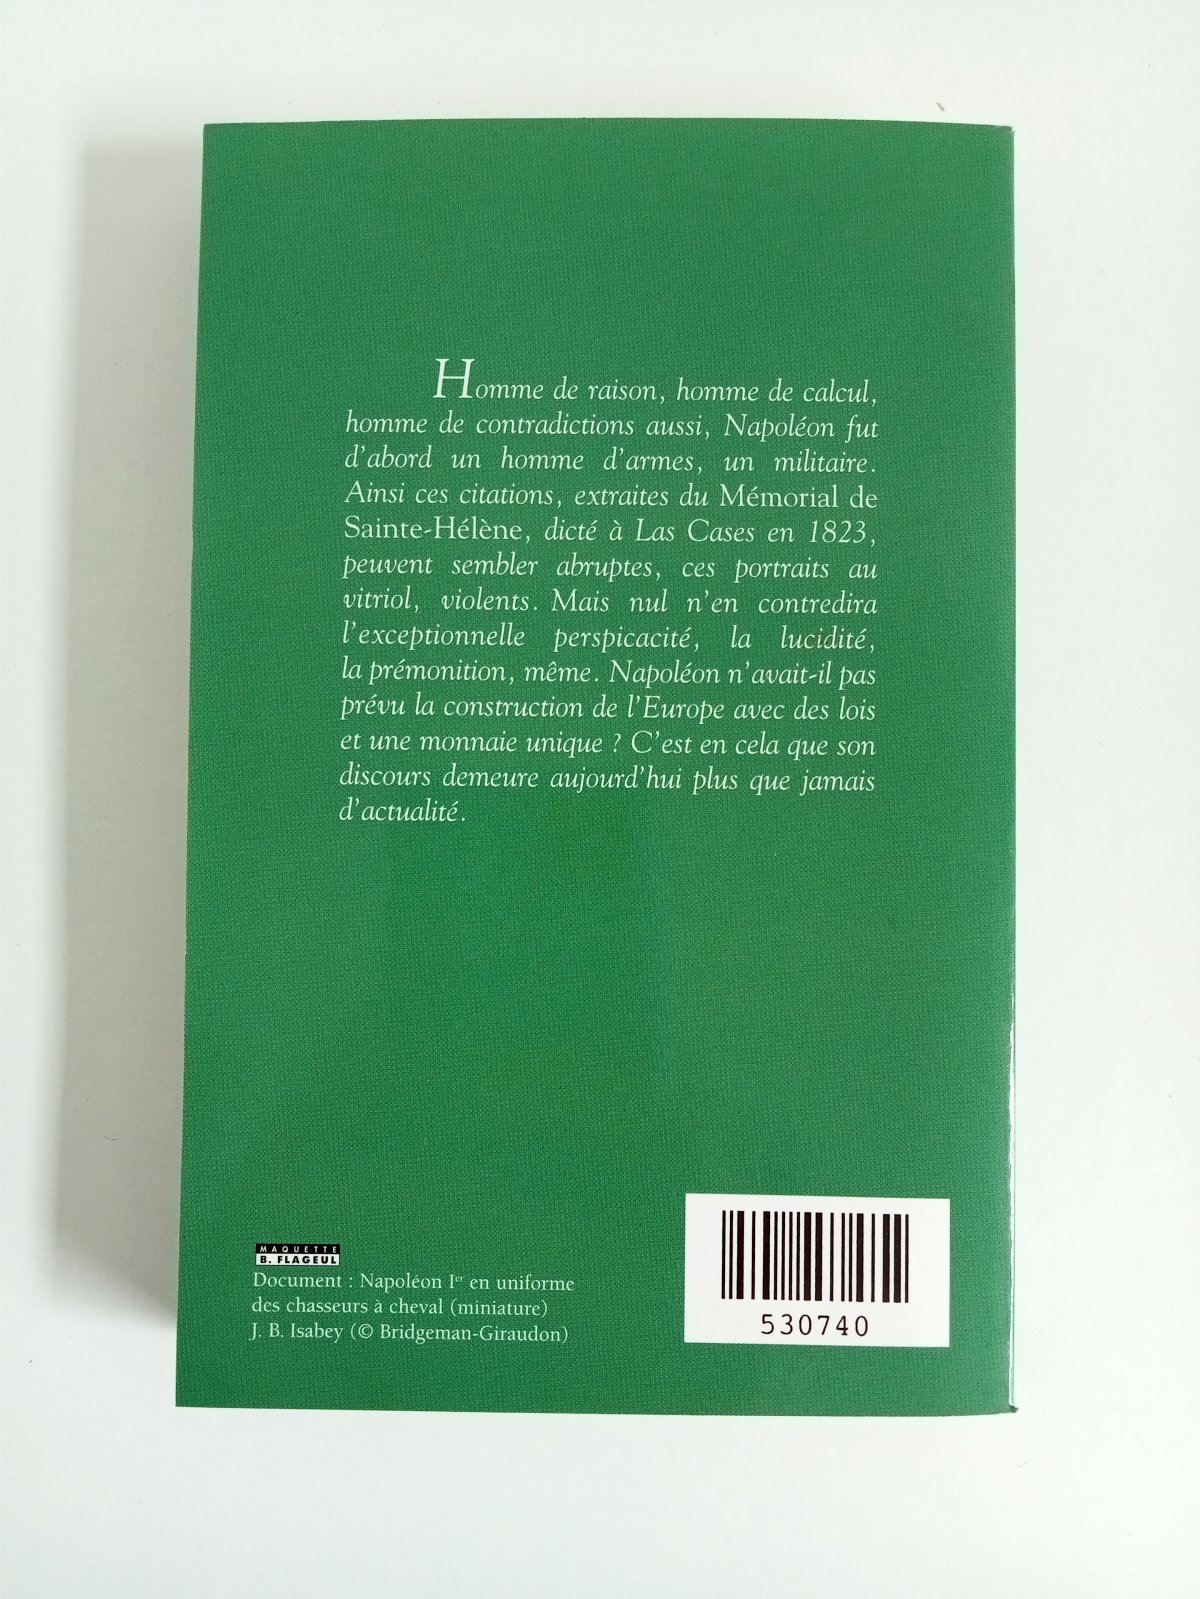 Homme de raison, homme de calcul,
homme de contradictions aussi, Napoléon fut
d'abord un homme d'armes, un militaire.
Ainsi ces citations, extraites du Mémorial de
Sainte-Hélène, dicté à Las Cases en 1823,
peuvent sembler abruptes, ces portraits au
vitriol, violents. Mais nul n'en contredira
l'exceptionnelle perspicacité, la lucidité,
la prémonition, même. Napoléon n'avait-il pas
prévu la construction de l'Europe avec des lois
et une monnaie unique ? C'est en cela que son
discours demeure aujourd'hui plus que jamais
d'actualité.
MAQUETTE
B. FLAGEUL
Document : Napoléon Ier en uniforme
des chasseurs à cheval (miniature)
J. B. Isabey (© Bridgeman-Giraudon)
530740